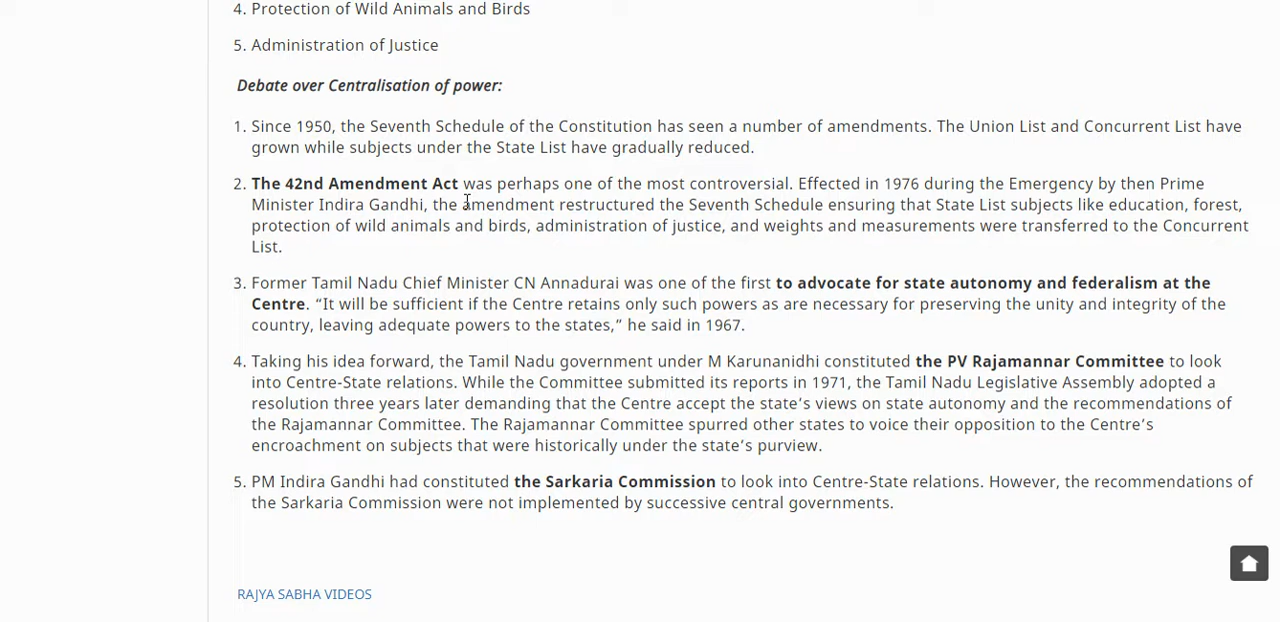 4. Protection of Wild Animals and Birds
5. Administration of Justice
Debate over Centralisation of power:
1. Since 1950, the Seventh Schedule of the Constitution has seen a number of amendments. The Union List and Concurrent List have
grown while subjects under the State List have gradually reduced.
2. The 42nd Amendment Act was perhaps one of the most controversial. Effected in 1976 during the Emergency by then Prime
Minister Indira Gandhi, the amendment restructured the Seventh Schedule ensuring that State List subjects like education, forest,
protection of wild animals and birds, administration of justice, and weights and measurements were transferred to the Concurrent
List.
3. Former Tamil Nadu Chief Minister CN Annadurai was one of the first to advocate for state autonomy and federalism at the
Centre. “It will be sufficient if the Centre retains only such powers as are necessary for preserving the unity and integrity of the
country, leaving adequate powers to the states,” he said in 1967.
4. Taking his idea forward, the Tamil Nadu government under M Karunanidhi constituted the PV Rajamannar Committee to look
into Centre-State relations. While the Committee submitted its reports in 1971, the Tamil Nadu Legislative Assembly adopted a
resolution three years later demanding that the Centre accept the state’s views on state autonomy and the recommendations of
the Rajamannar Committee. The Rajamannar Committee spurred other states to voice their opposition to the Centre’s
encroachment on subjects that were historically under the state’s purview.
5. PM Indira Gandhi had constituted the Sarkaria Commission to look into Centre-State relations. However, the recommendations of
the Sarkaria Commission were not implemented by successive central governments.
RAJYA SABHA VIDEOS